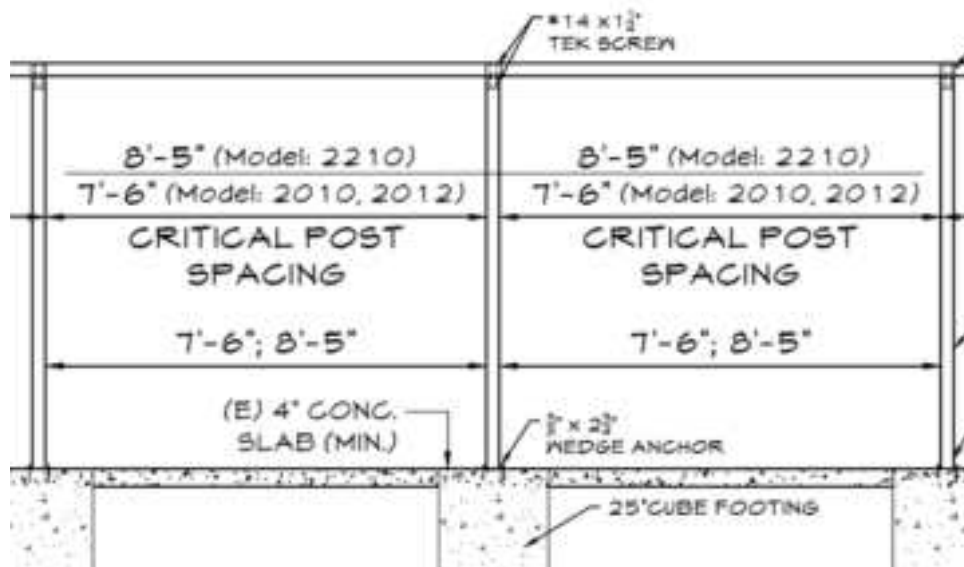 #14 x 1½"
TEK SCREW
8'-5" (Model: 2210)
7'-6" (Model: 2010, 2012)
CRITICAL POST
SPACING
8'-5" (Model: 2210)
7'-6" (Model: 2010, 2012)
CRITICAL POST
SPACING
7'-6"; 8'-5"
7'-6"; 8'-5"
(E) 4" CONC.
SLAB (MIN.)
WEDGE ANCHOR
25" CUBE FOOTING